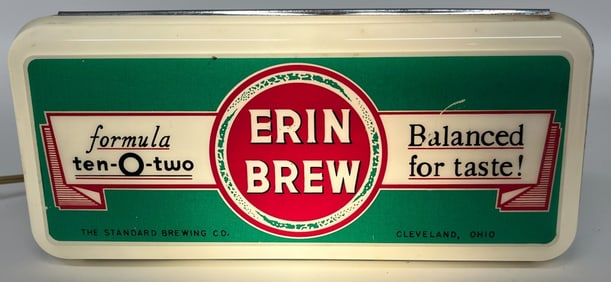 formula
ten-O-two
ERIN
BREW
Balanced
for taste!
THE STANDARD BREWING CO.
CLEVELAND, OHIO